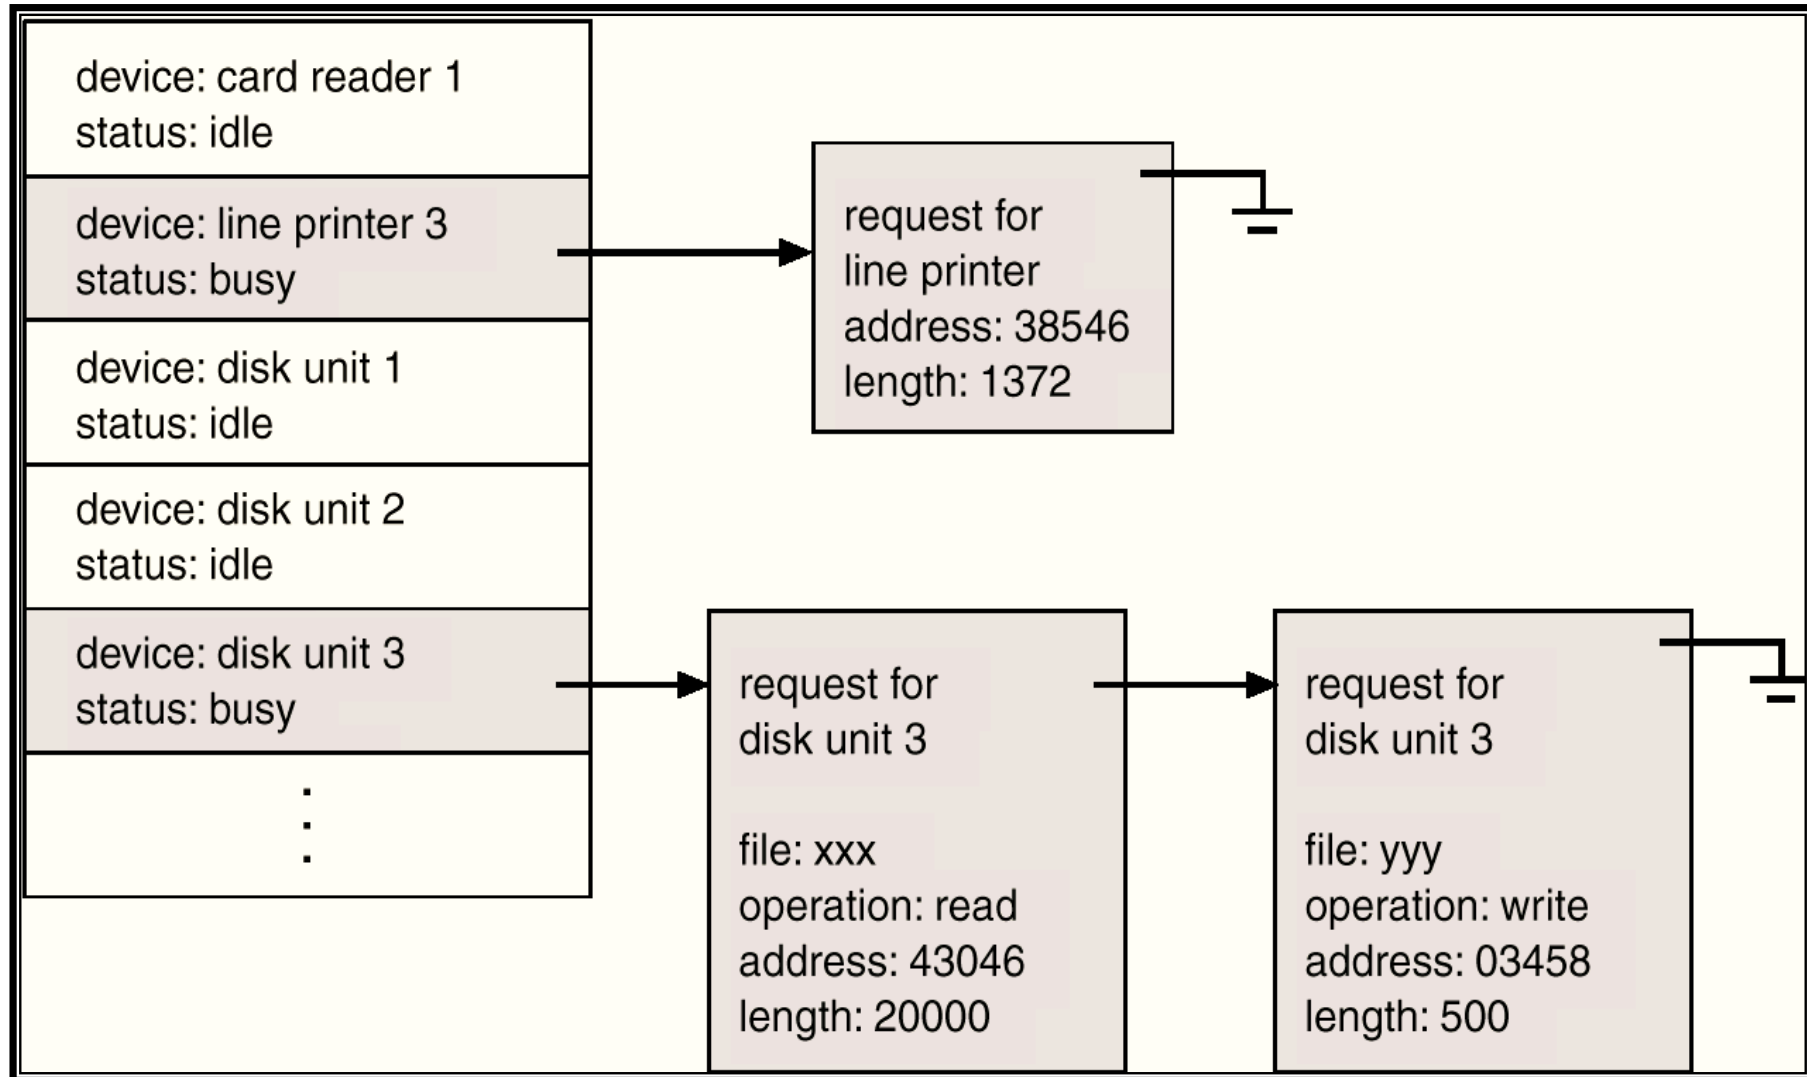 device: card reader 1
status: idle
device: line printer 3
status: busy
device: disk unit 1
status: idle
device: disk unit 2
status: idle
device: disk unit 3
status: busy
request for
line printer
address: 38546
length: 1372
request for
disk unit 3
file: xxx
operation: read
address: 43046
length: 20000
request for
disk unit 3
file: yyy
operation: write
address: 03458
length: 500